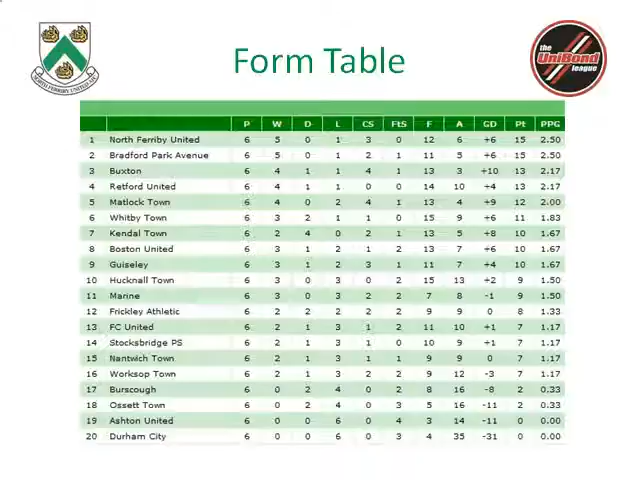 Form Table
NORTH FERRIBY UNITED A.F.C.
the
UniBond
league
P W D L CS FtS F A GD Pt PPG
1 North Ferriby United 6 5 0 1 3 0 12 6 +6 15 2.50
2 Bradford Park Avenue 6 5 0 1 2 1 11 5 +6 15 2.50
3 Buxton 6 4 1 1 4 1 13 3 +10 13 2.17
4 Retford United 6 4 1 1 0 0 14 10 +4 13 2.17
5 Matlock Town 6 4 0 2 4 1 13 4 +9 12 2.00
6 Whitby Town 6 3 2 1 1 0 15 9 +6 11 1.83
7 Kendal Town 6 2 4 0 2 1 13 5 +8 10 1.67
8 Boston United 6 3 1 2 1 2 13 7 +6 10 1.67
9 Guiseley 6 3 1 2 3 1 11 7 +4 10 1.67
10 Hucknall Town 6 3 0 3 0 2 15 13 +2 9 1.50
11 Marine 6 3 0 3 2 2 7 8 -1 9 1.50
12 Frickley Athletic 6 2 2 2 2 2 9 9 0 8 1.33
13 FC United 6 2 1 3 1 2 11 10 +1 7 1.17
14 Stocksbridge PS 6 2 1 3 1 0 10 9 +1 7 1.17
15 Nantwich Town 6 2 1 3 1 1 9 9 0 7 1.17
16 Worksop Town 6 2 1 3 2 2 9 12 -3 7 1.17
17 Burscough 6 0 2 4 0 2 8 16 -8 2 0.33
18 Ossett Town 6 0 2 4 0 3 5 16 -11 2 0.33
19 Ashton United 6 0 0 6 0 4 3 14 -11 0 0.00
20 Durham City 6 0 0 6 0 3 4 35 -31 0 0.00